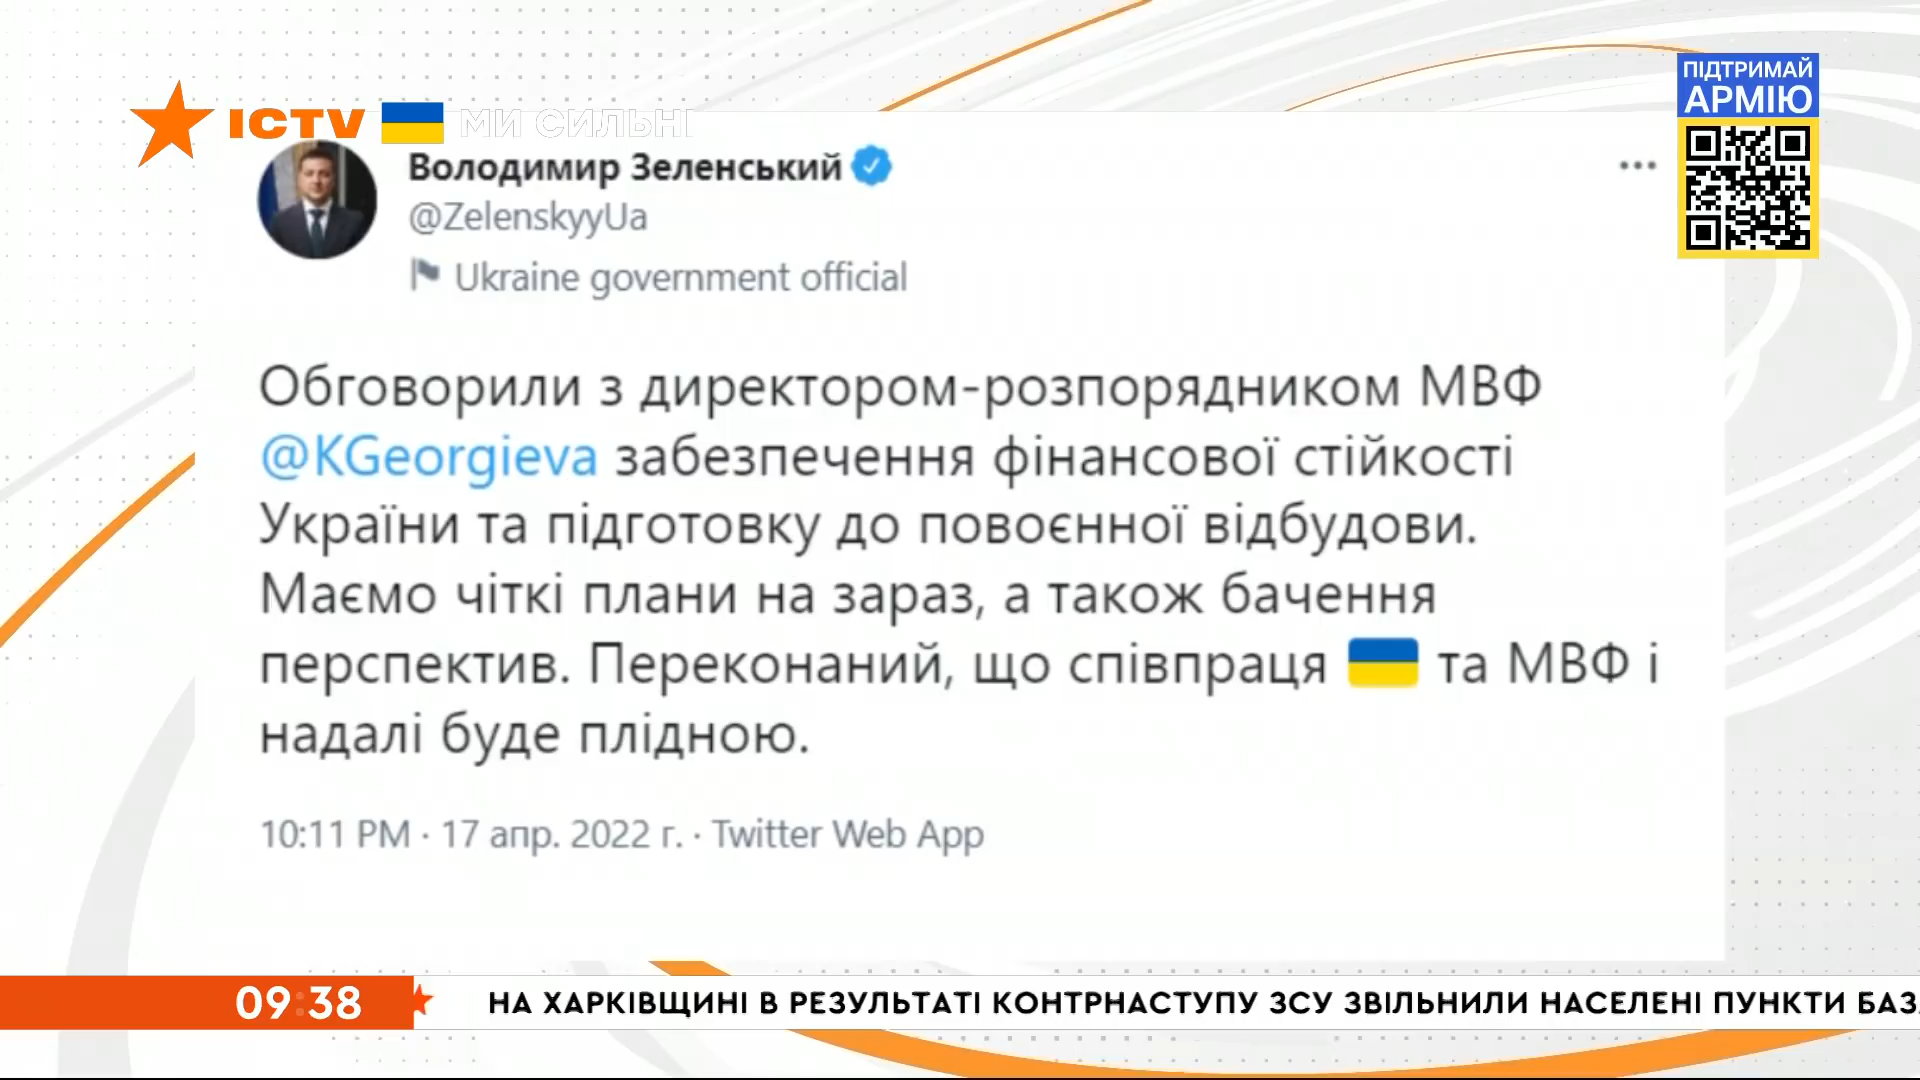 ПІДТРИМАЙ
АРМІЮ
ICTV МИ СИЛЬНІ
Володимир Зеленський
@ZelenskyyUa
Ukraine government official
Обговорили з директором-розпорядником МВФ
@KGeorgieva забезпечення фінансової стійкості
України та підготовку до повоєнної відбудови.
Маємо чіткі плани на зараз, а також бачення
перспектив. Переконаний, що співпраця 🇺🇦 та МВФ і
надалі буде плідною.
10:11 PM · 17 апр. 2022 г. · Twitter Web App
09:38
НА ХАРКІВЩИНІ В РЕЗУЛЬТАТІ КОНТРНАСТУПУ ЗСУ ЗВІЛЬНИЛИ НАСЕЛЕНІ ПУНКТИ БАЗ